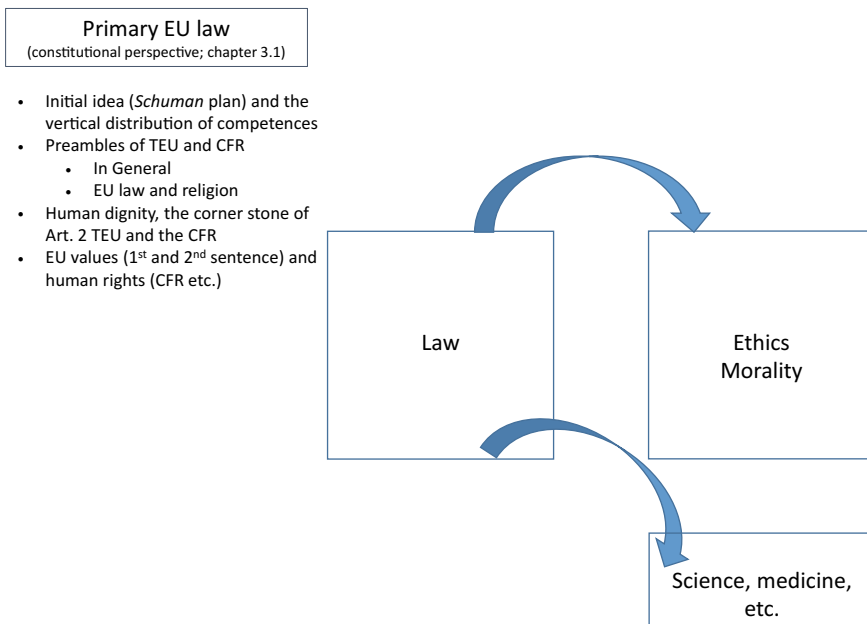 Primary EU law
(constitutional perspective; chapter 3.1)
• Initial idea (Schuman plan) and the
vertical distribution of competences
• Preambles of TEU and CFR
• In General
• EU law and religion
• Human dignity, the corner stone of
Art. 2 TEU and the CFR
• EU values (1st and 2nd sentence) and
human rights (CFR etc.)
Law
Ethics
Morality
Science, medicine,
etc.